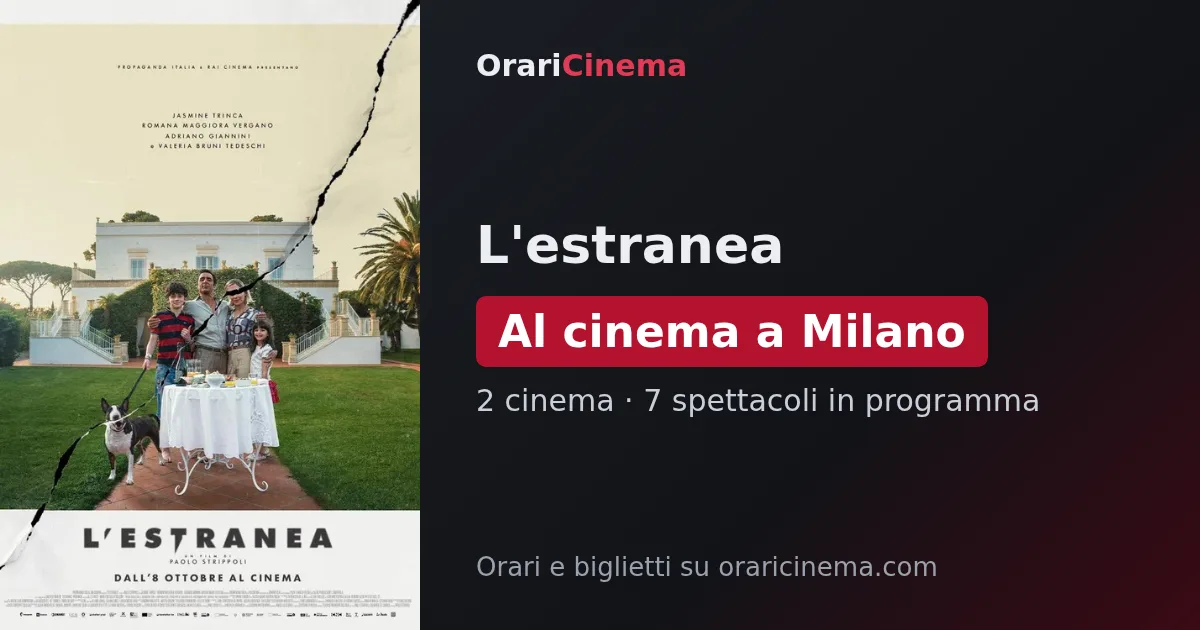 PROPAGANDA ITALIA e RAI CINEMA PRESENTANO
JASMINE TRINCA
ROMANA MAGGIORA VERGANO
ADRIANO GIANNINI
e VALERIA BRUNI TEDESCHI
L'ESTRANEA
UN FILM DI
PAOLO STRIPPOLI
DALL'8 OTTOBRE AL CINEMA
OrariCinema
L'estranea
Al cinema a Milano
2 cinema · 7 spettacoli in programma
Orari e biglietti su oraricinema.com